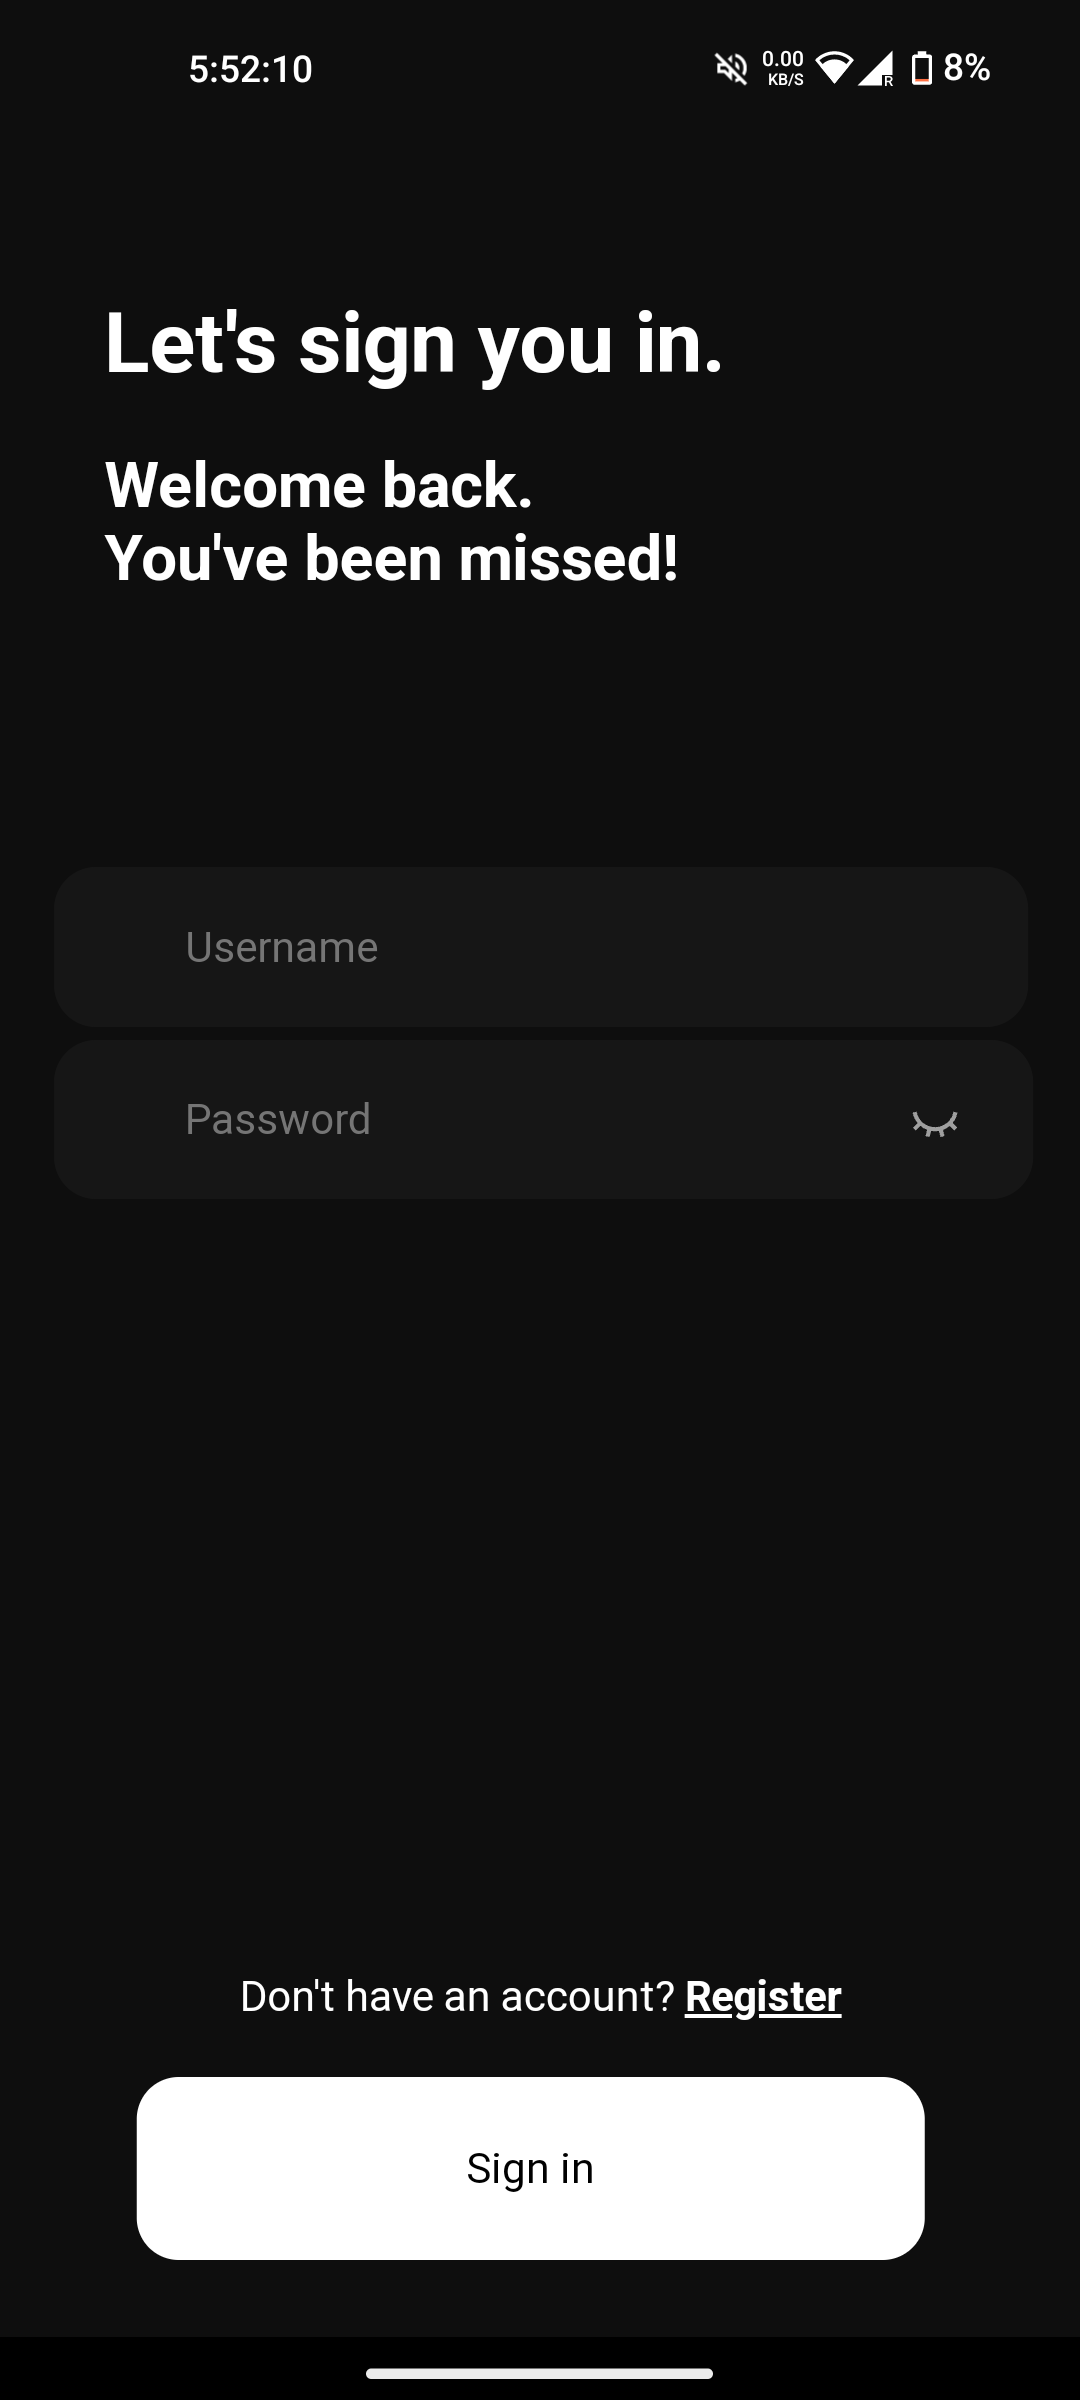 5:52:10
0.00
KB/S
R
8%
Let's sign you in.
Welcome back.
You've been missed!
Username
Password
Don't have an account? Register
Sign in